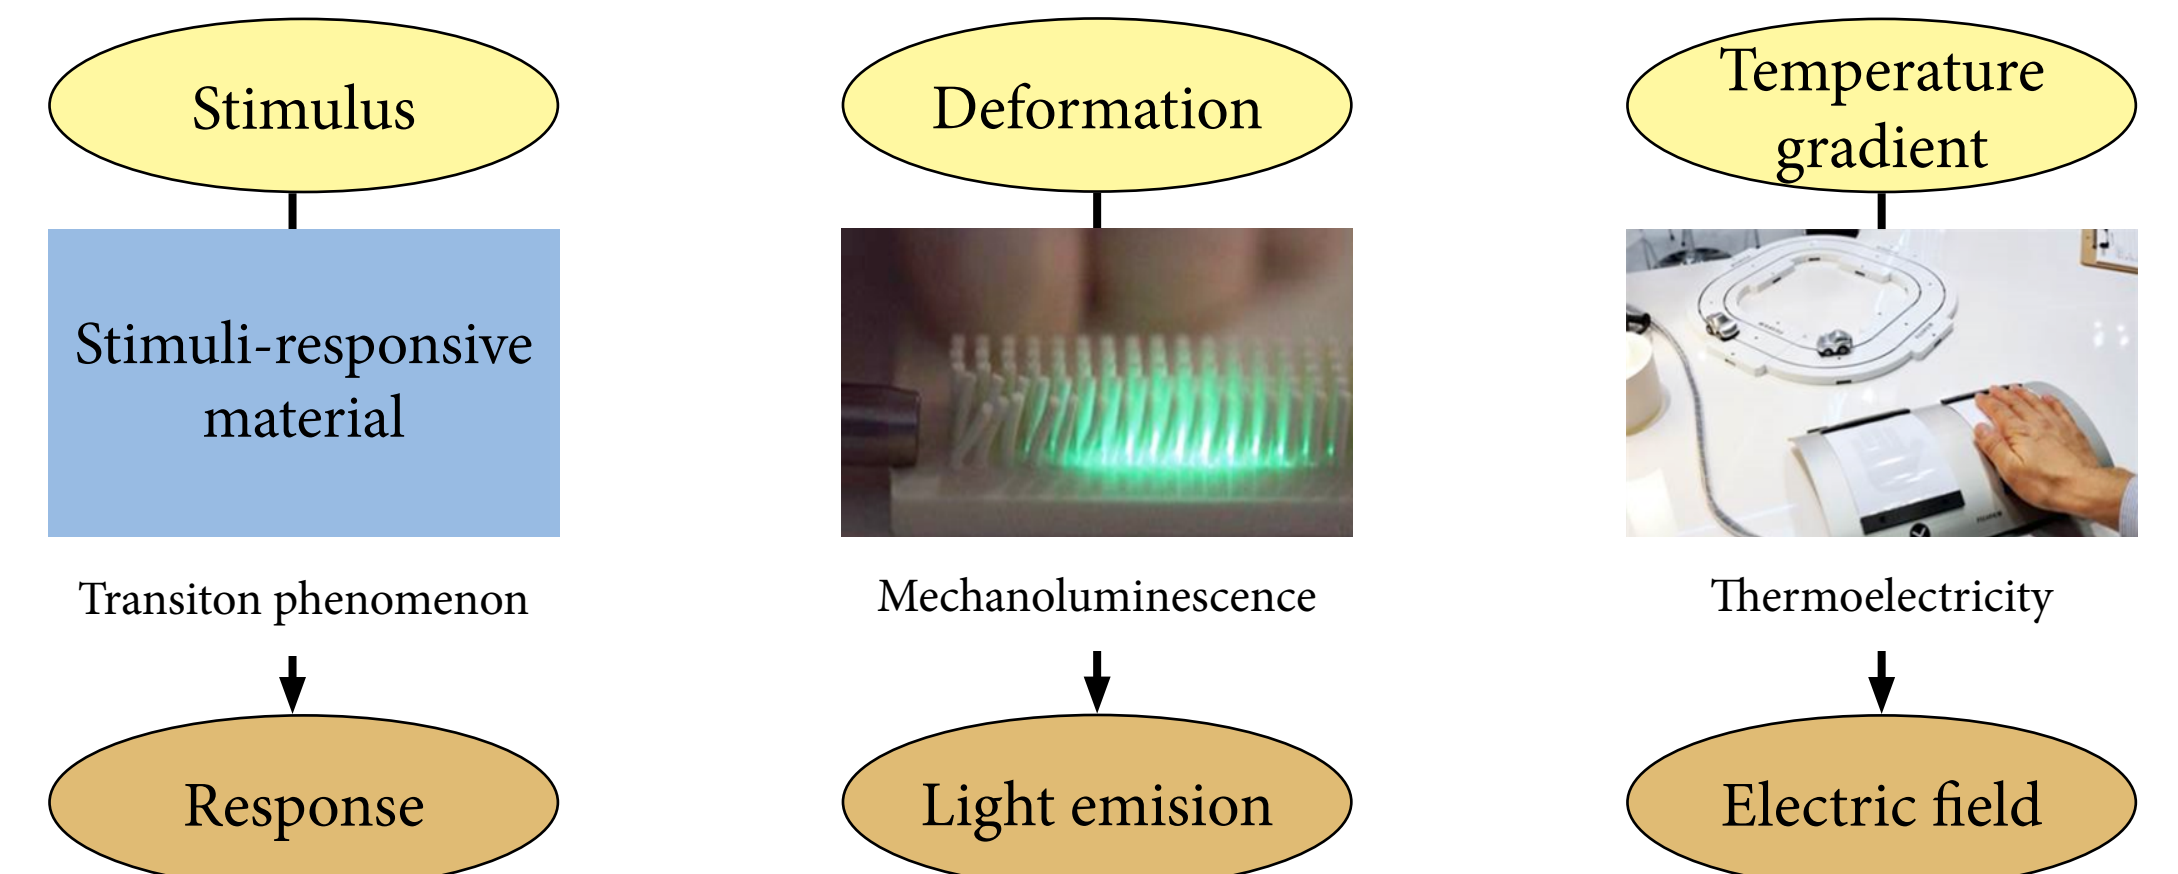 Stimulus
Stimuli-responsive
material
Transiton phenomenon
Response
Deformation
Mechanoluminescence
Light emision
Temperature
gradient
Thermoelectricity
Electric field